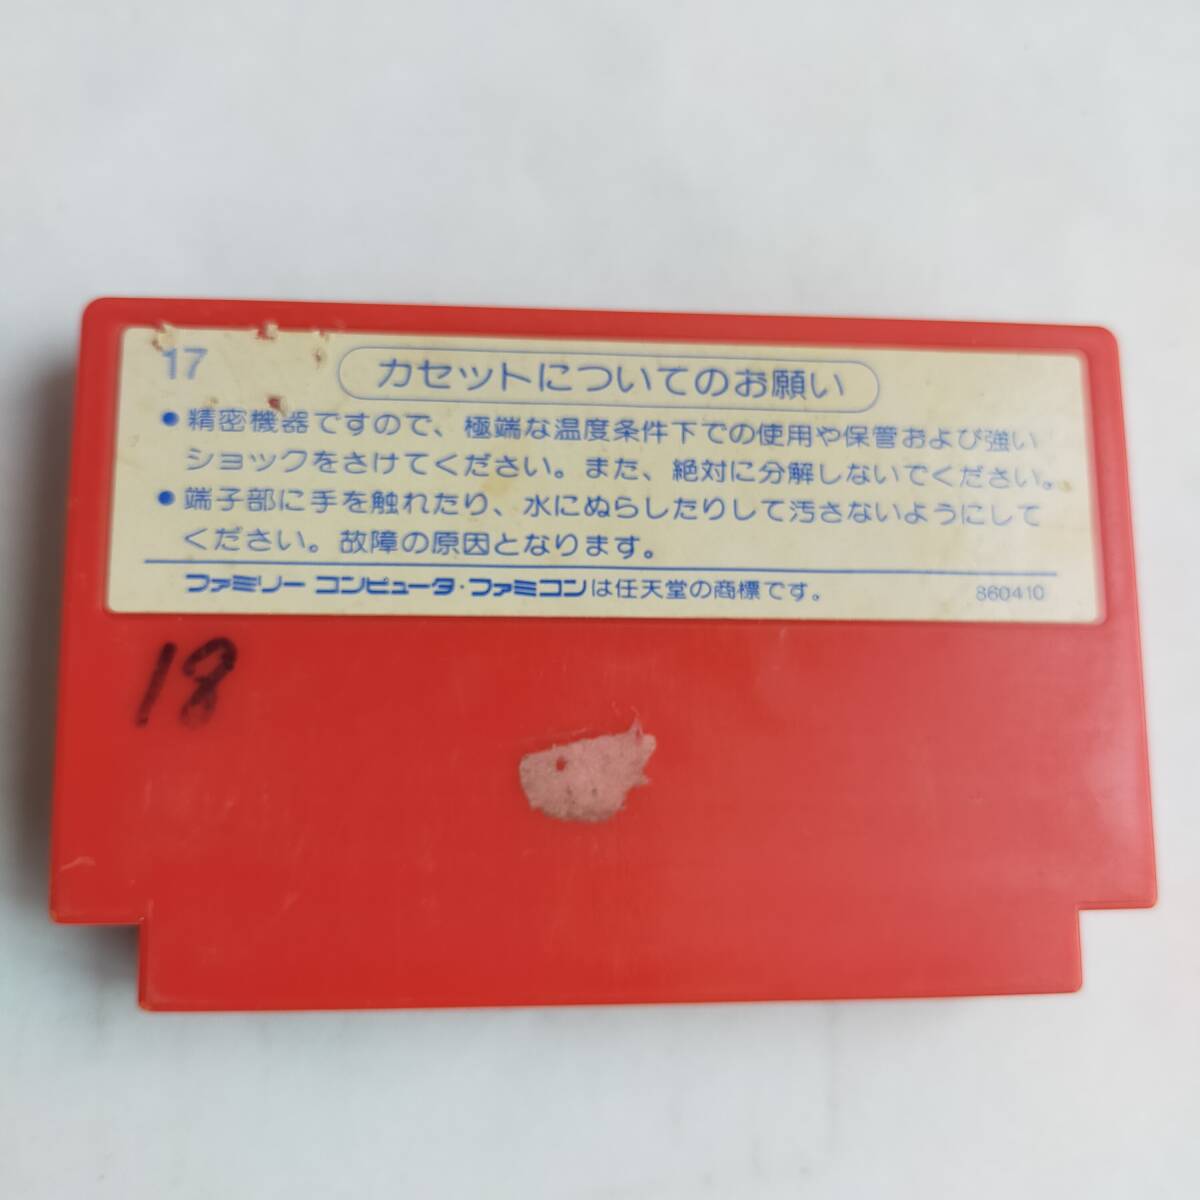 17
カセットについてのお願い
●精密機器ですので、極端な温度条件下での使用や保管および強い
ショックをさけてください。また、絶対に分解しないでください。
●端子部に手を触れたり、水にぬらしたりして汚さないようにして
ください。故障の原因となります。
ファミリー コンピュータ・ファミコンは任天堂の商標です。 860410
18